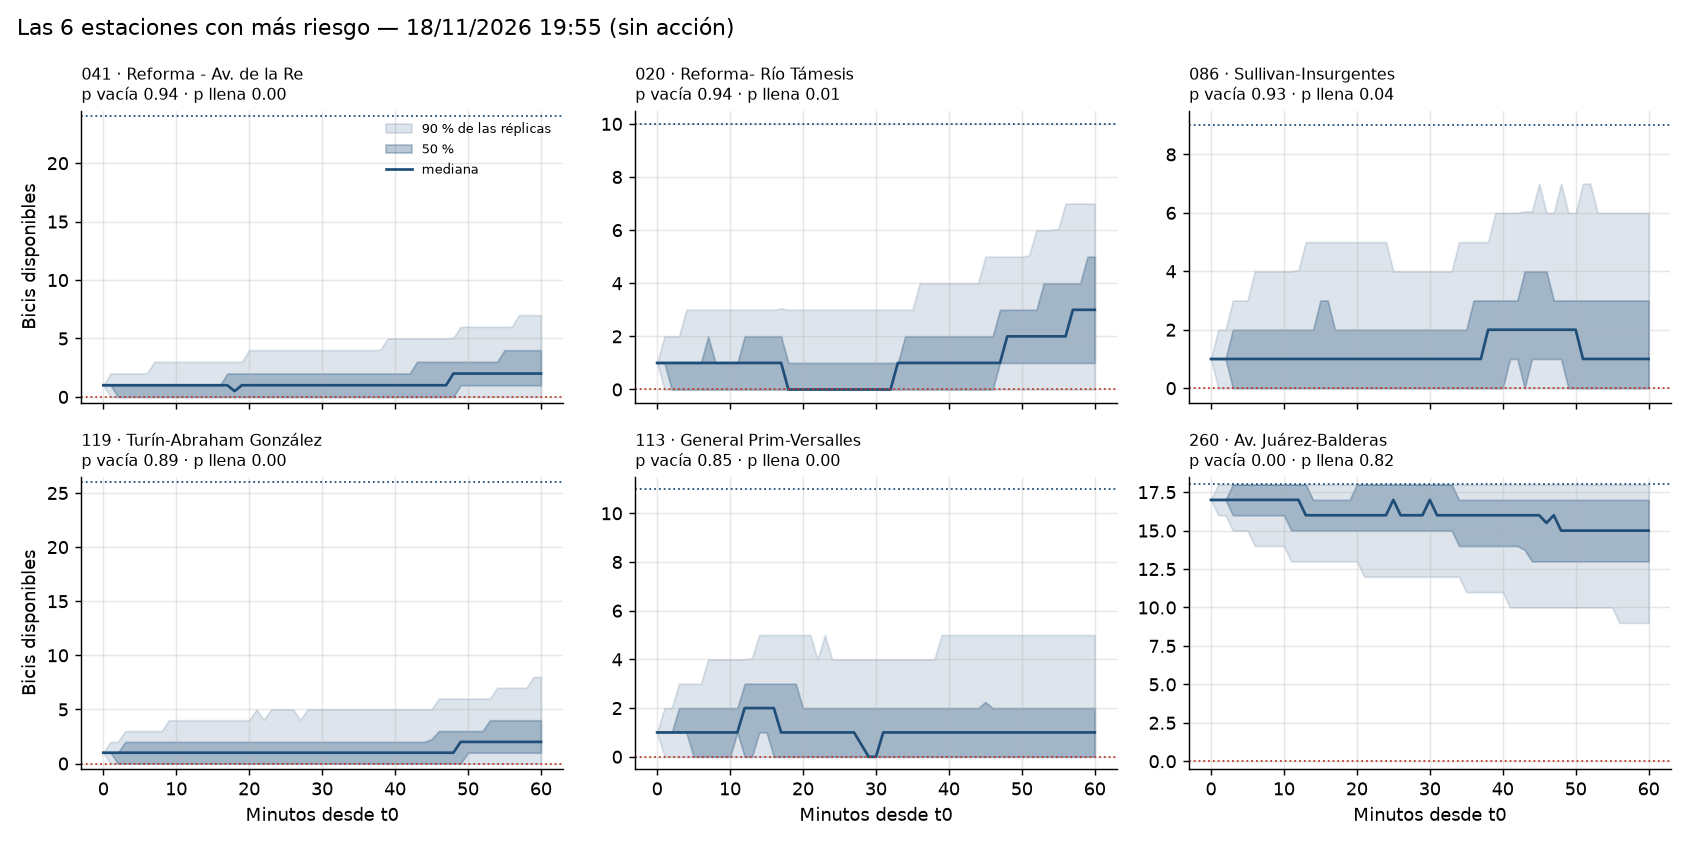 Las 6 estaciones con más riesgo — 18/11/2026 19:55 (sin acción)
041 · Reforma - Av. de la Re
p vacía 0.94 · p llena 0.00
90 % de las réplicas
50 %
mediana
Bicis disponibles
20
15
10
5
0
020 · Reforma- Río Támesis
p vacía 0.94 · p llena 0.01
10
8
6
4
2
0
086 · Sullivan-Insurgentes
p vacía 0.93 · p llena 0.04
8
6
4
2
0
119 · Turín-Abraham González
p vacía 0.89 · p llena 0.00
Bicis disponibles
25
20
15
10
5
0
0 10 20 30 40 50 60
Minutos desde t0
113 · General Prim-Versalles
p vacía 0.85 · p llena 0.00
10
8
6
4
2
0
0 10 20 30 40 50 60
Minutos desde t0
260 · Av. Juárez-Balderas
p vacía 0.00 · p llena 0.82
17.5
15.0
12.5
10.0
7.5
5.0
2.5
0.0
0 10 20 30 40 50 60
Minutos desde t0